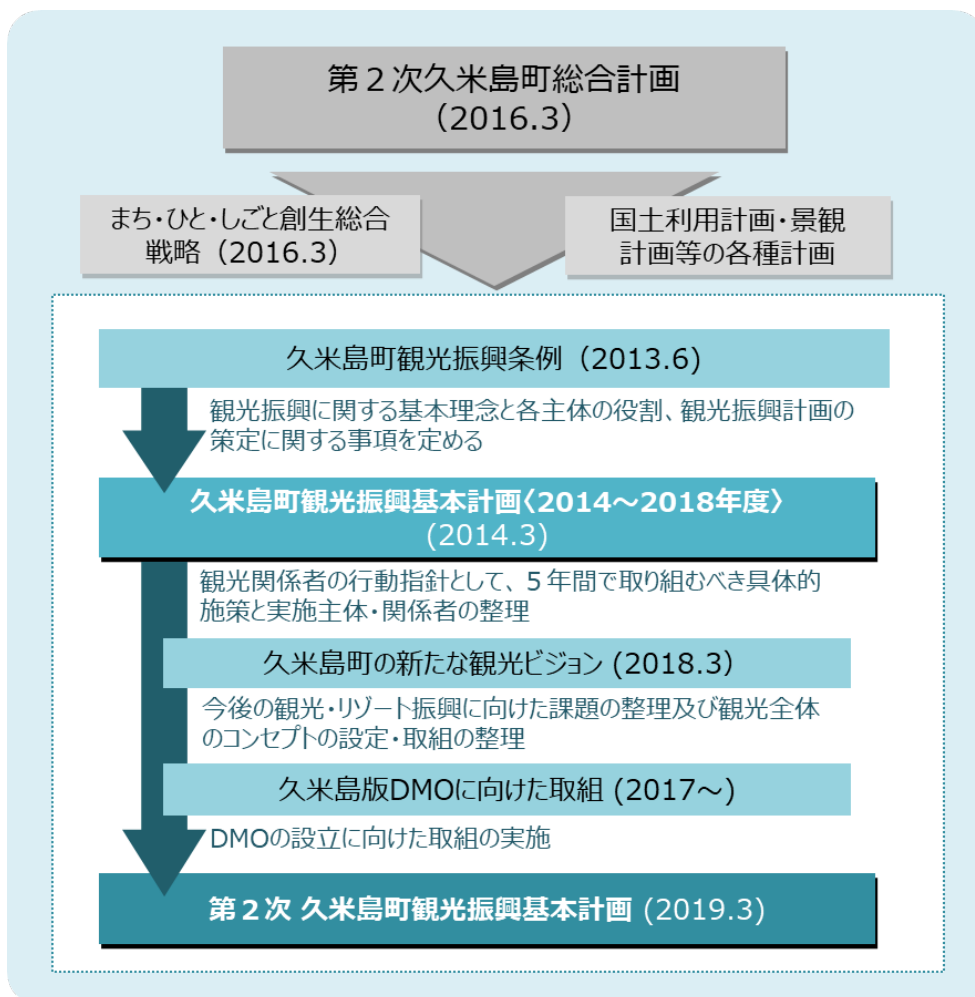 第２次久米島町総合計画
（2016.3）
まち・ひと・しごと創生総合
戦略（2016.3）
国土利用計画・景観
計画等の各種計画
久米島町観光振興条例（2013.6)
観光振興に関する基本理念と各主体の役割、観光振興計画の
策定に関する事項を定める
久米島町観光振興基本計画〈2014～2018年度〉
(2014.3)
観光関係者の行動指針として、５年間で取り組むべき具体的
施策と実施主体・関係者の整理
久米島町の新たな観光ビジョン (2018.3）
今後の観光・リゾート振興に向けた課題の整理及び観光全体
のコンセプトの設定・取組の整理
久米島版DMOに向けた取組 (2017～)
DMOの設立に向けた取組の実施
第２次 久米島町観光振興基本計画 (2019.3)